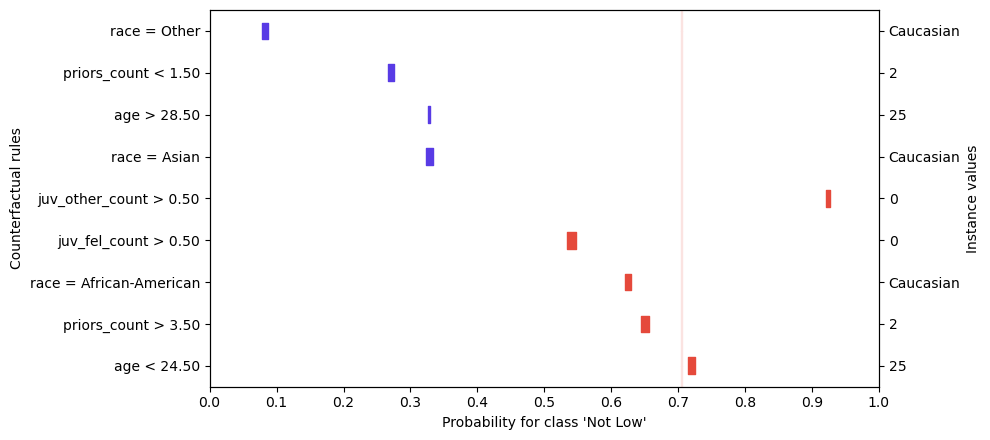 race = Other
Caucasian
priors_count < 1.50
2
age > 28.50
25
race = Asian
Caucasian
juv_other_count > 0.50
0
juv_fel_count > 0.50
0
race = African-American
Caucasian
priors_count > 3.50
2
age < 24.50
25
Counterfactual rules
Instance values
0.0 0.1 0.2 0.3 0.4 0.5 0.6 0.7 0.8 0.9 1.0
Probability for class 'Not Low'